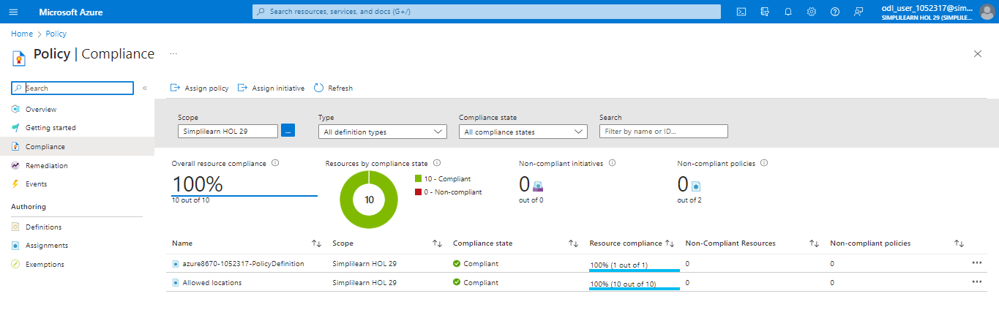 Microsoft Azure
Search resources, services, and docs (G+/)
odl_user_1052317@sim...
SIMPLILEARN HOL 29 (SIMPLILE...
Home > Policy
Policy | Compliance ...
Search «
Assign policy Assign initiative Refresh
Overview
Getting started
Compliance
Remediation
Events
Authoring
Definitions
Assignments
Exemptions
Scope Type Compliance state Search
Simplilearn HOL 29 ... All definition types All compliance states Filter by name or ID...
Overall resource compliance Resources by compliance state Non-compliant initiatives Non-compliant policies
100%
10 out of 10
10
10 - Compliant
0 - Non-compliant
0
out of 0
0
out of 2
Name Scope Compliance state Resource compliance Non-Compliant Resources Non-compliant policies
azure8670-1052317-PolicyDefinition Simplilearn HOL 29 Compliant 100% (1 out of 1) 0 0 ...
Allowed locations Simplilearn HOL 29 Compliant 100% (10 out of 10) 0 0 ...